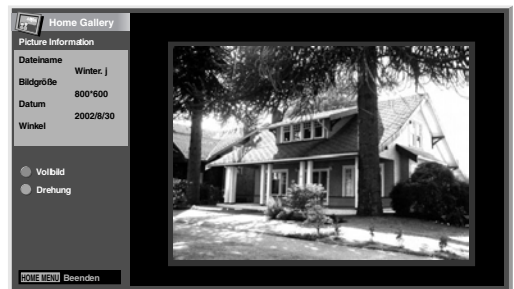 Home Gallery
Picture Information
Dateiname
Winter. j
Bildgröße
800*600
Datum
2002/8/30
Winkel
Vollbild
Drehung
HOME MENU Beenden